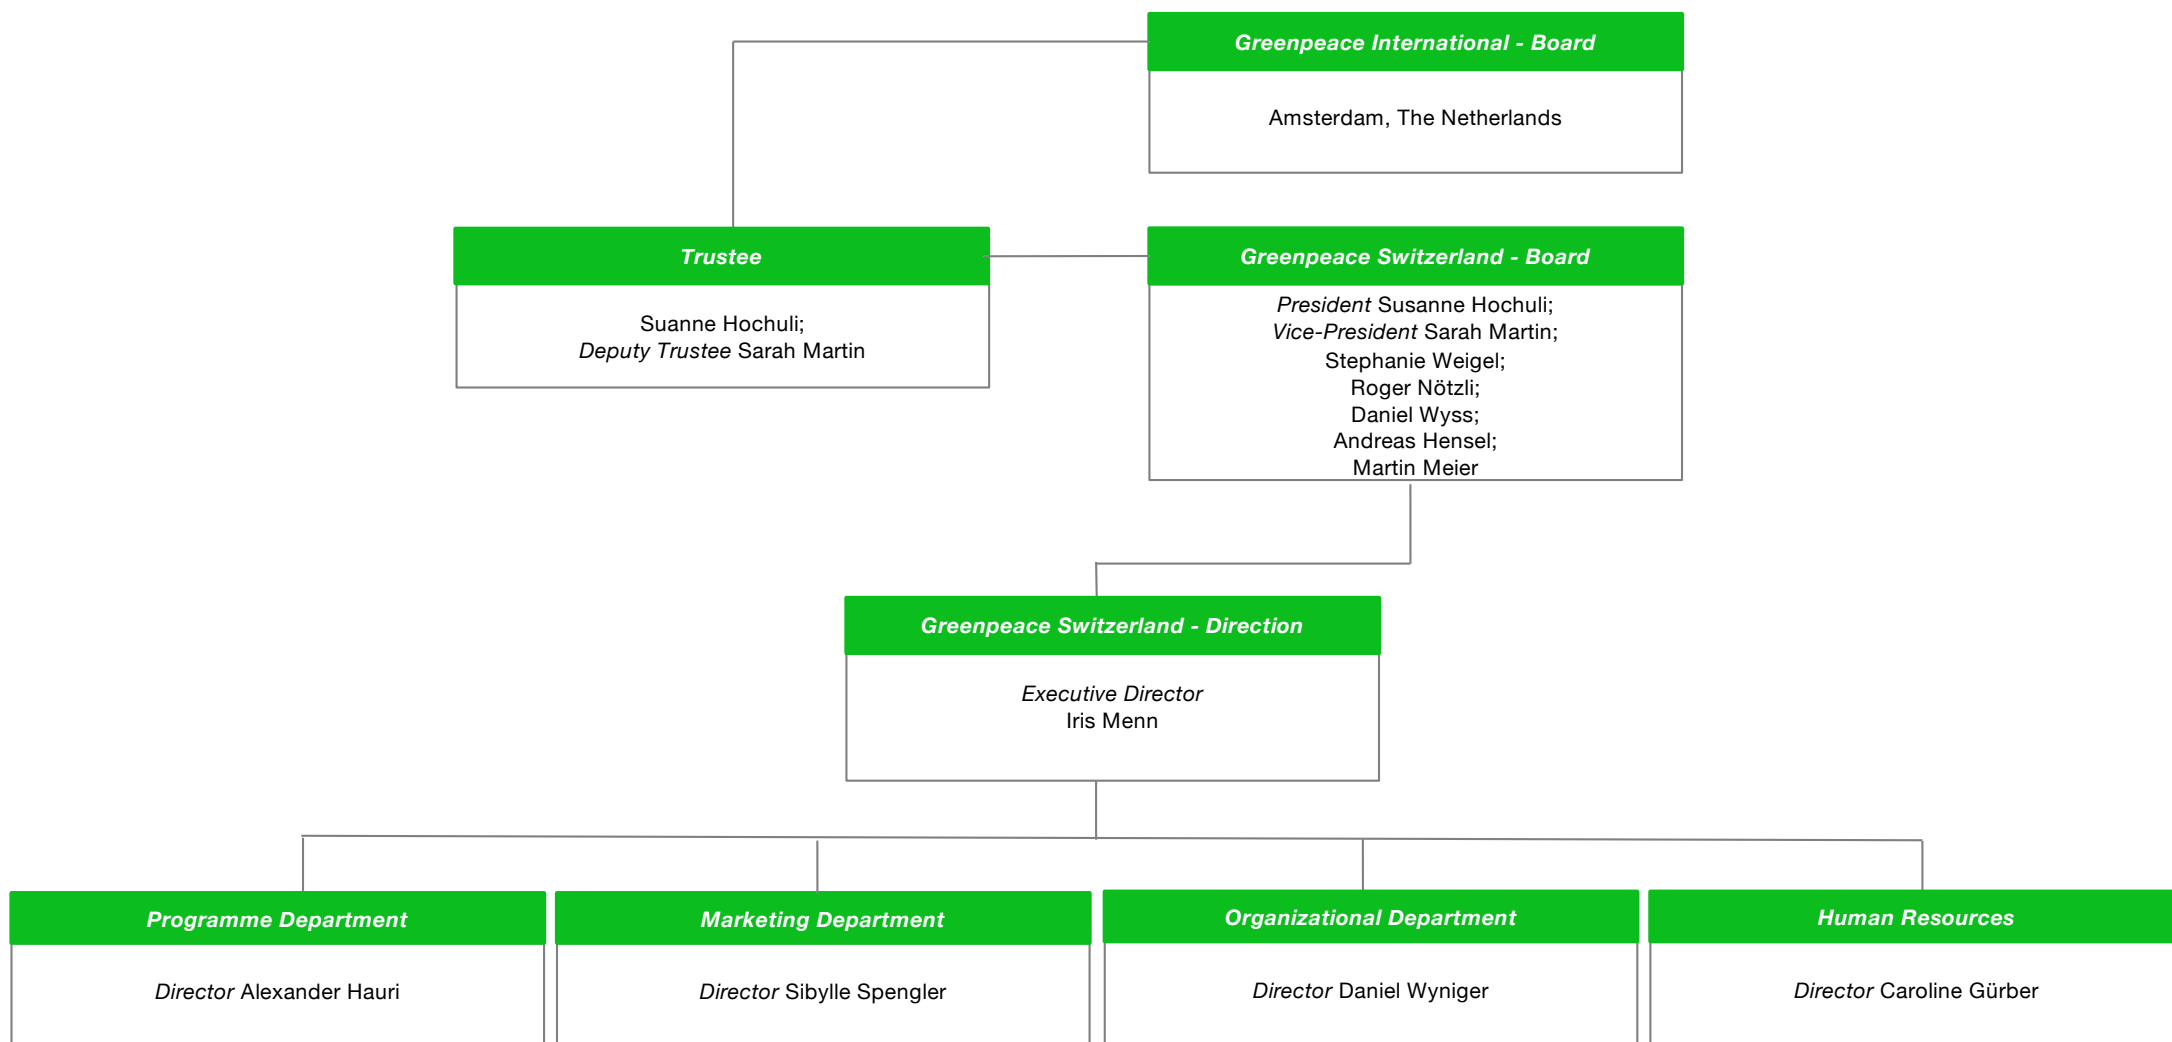 Greenpeace International - Board
Amsterdam, The Netherlands
Trustee
Suanne Hochuli;
Deputy Trustee Sarah Martin
Greenpeace Switzerland - Board
President Susanne Hochuli;
Vice-President Sarah Martin;
Stephanie Weigel;
Roger Nötzli;
Daniel Wyss;
Andreas Hensel;
Martin Meier
Greenpeace Switzerland - Direction
Executive Director
Iris Menn
Programme Department
Director Alexander Hauri
Marketing Department
Director Sibylle Spengler
Organizational Department
Director Daniel Wyniger
Human Resources
Director Caroline Gürber